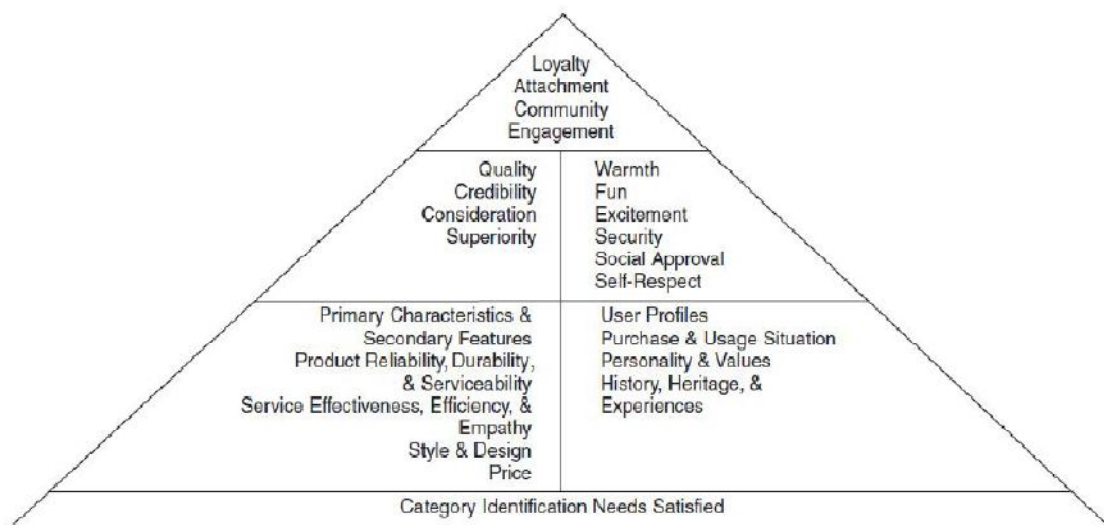 Loyalty
Attachment
Community
Engagement
Quality
Credibility
Consideration
Superiority
Warmth
Fun
Excitement
Security
Social Approval
Self-Respect
Primary Characteristics &
Secondary Features
Product Reliability, Durability,
& Serviceability
Service Effectiveness, Efficiency, &
Empathy
Style & Design
Price
User Profiles
Purchase & Usage Situation
Personality & Values
History, Heritage, &
Experiences
Category Identification Needs Satisfied